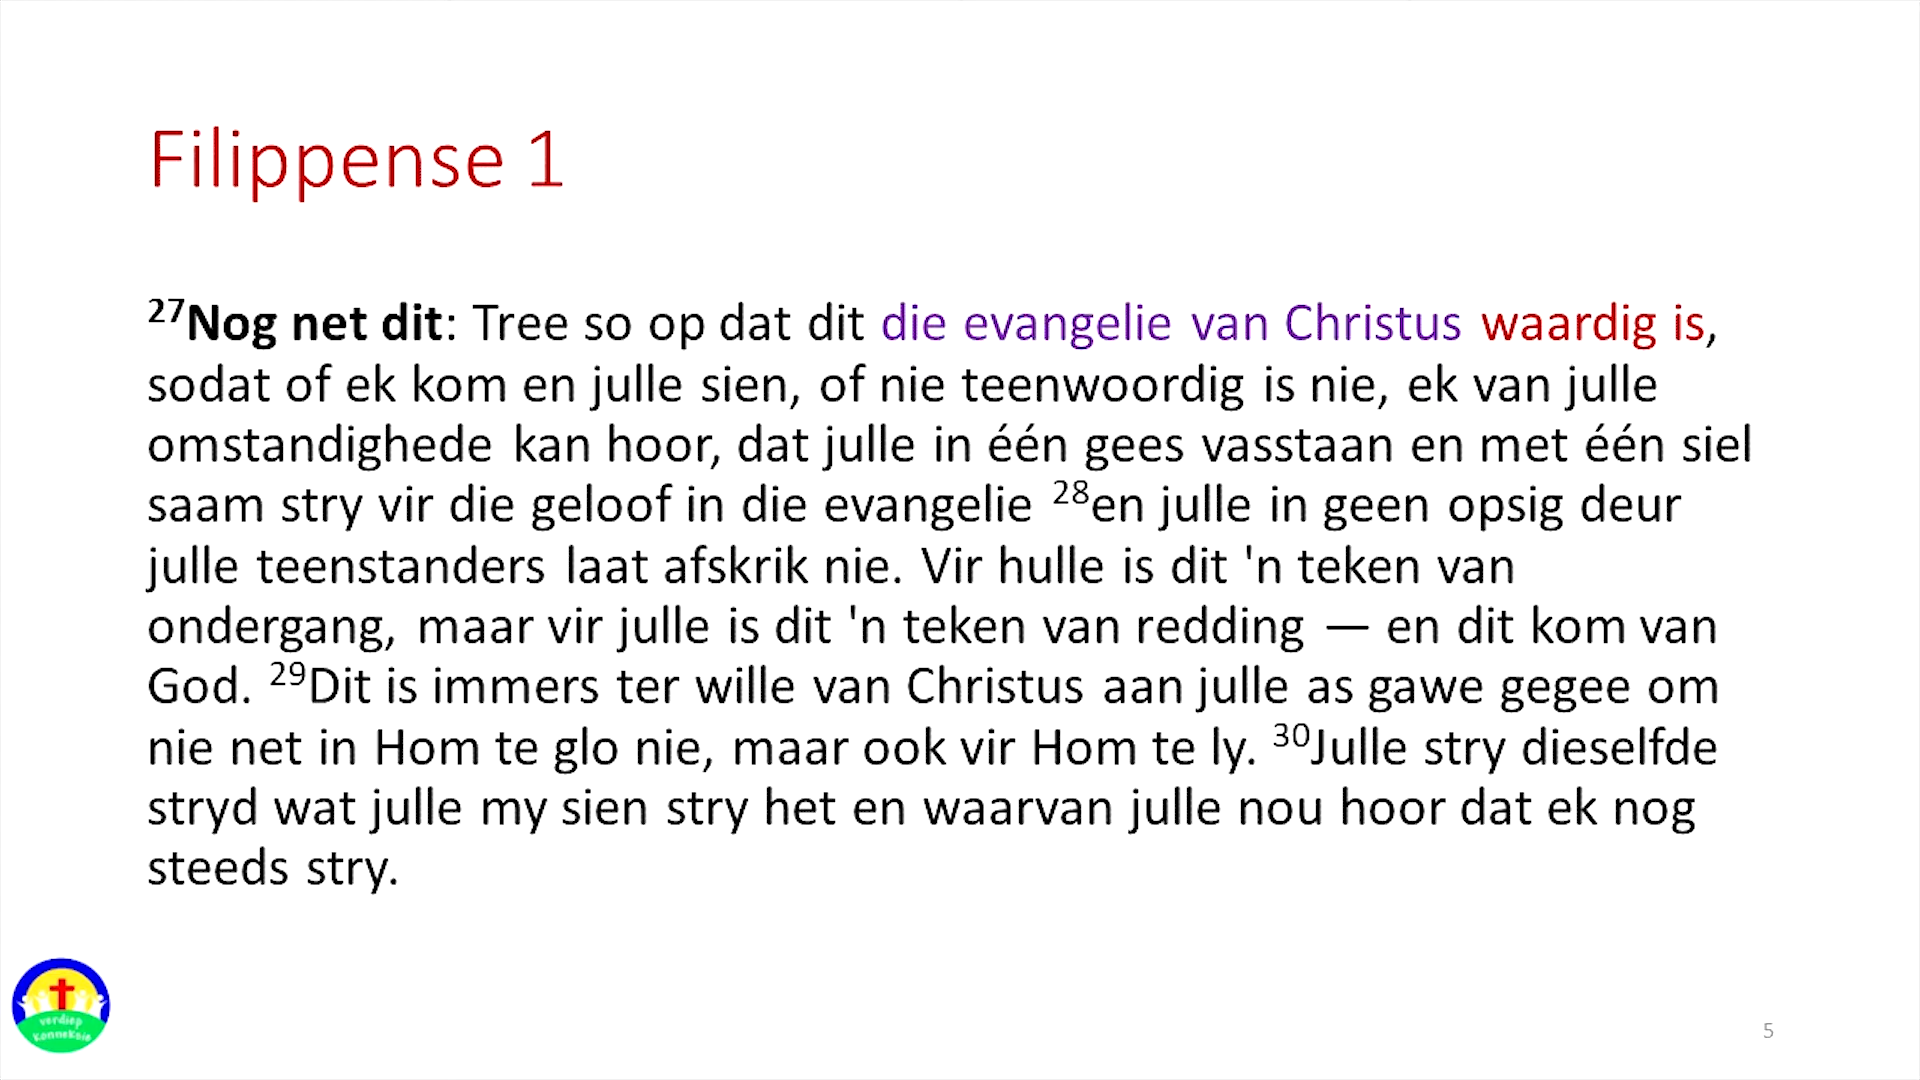 Filippense 1
27Nog net dit: Tree so op dat dit die evangelie van Christus waardig is,
sodat of ek kom en julle sien, of nie teenwoordig is nie, ek van julle
omstandighede kan hoor, dat julle in één gees vasstaan en met één siel
saam stry vir die geloof in die evangelie 28en julle in geen opsig deur
julle teenstanders laat afskrik nie. Vir hulle is dit 'n teken van
ondergang, maar vir julle is dit 'n teken van redding — en dit kom van
God. 29Dit is immers ter wille van Christus aan julle as gawe gegee om
nie net in Hom te glo nie, maar ook vir Hom te ly. 30Julle stry dieselfde
stryd wat julle my sien stry het en waarvan julle nou hoor dat ek nog
steeds stry.
verdiep
konneksie
5